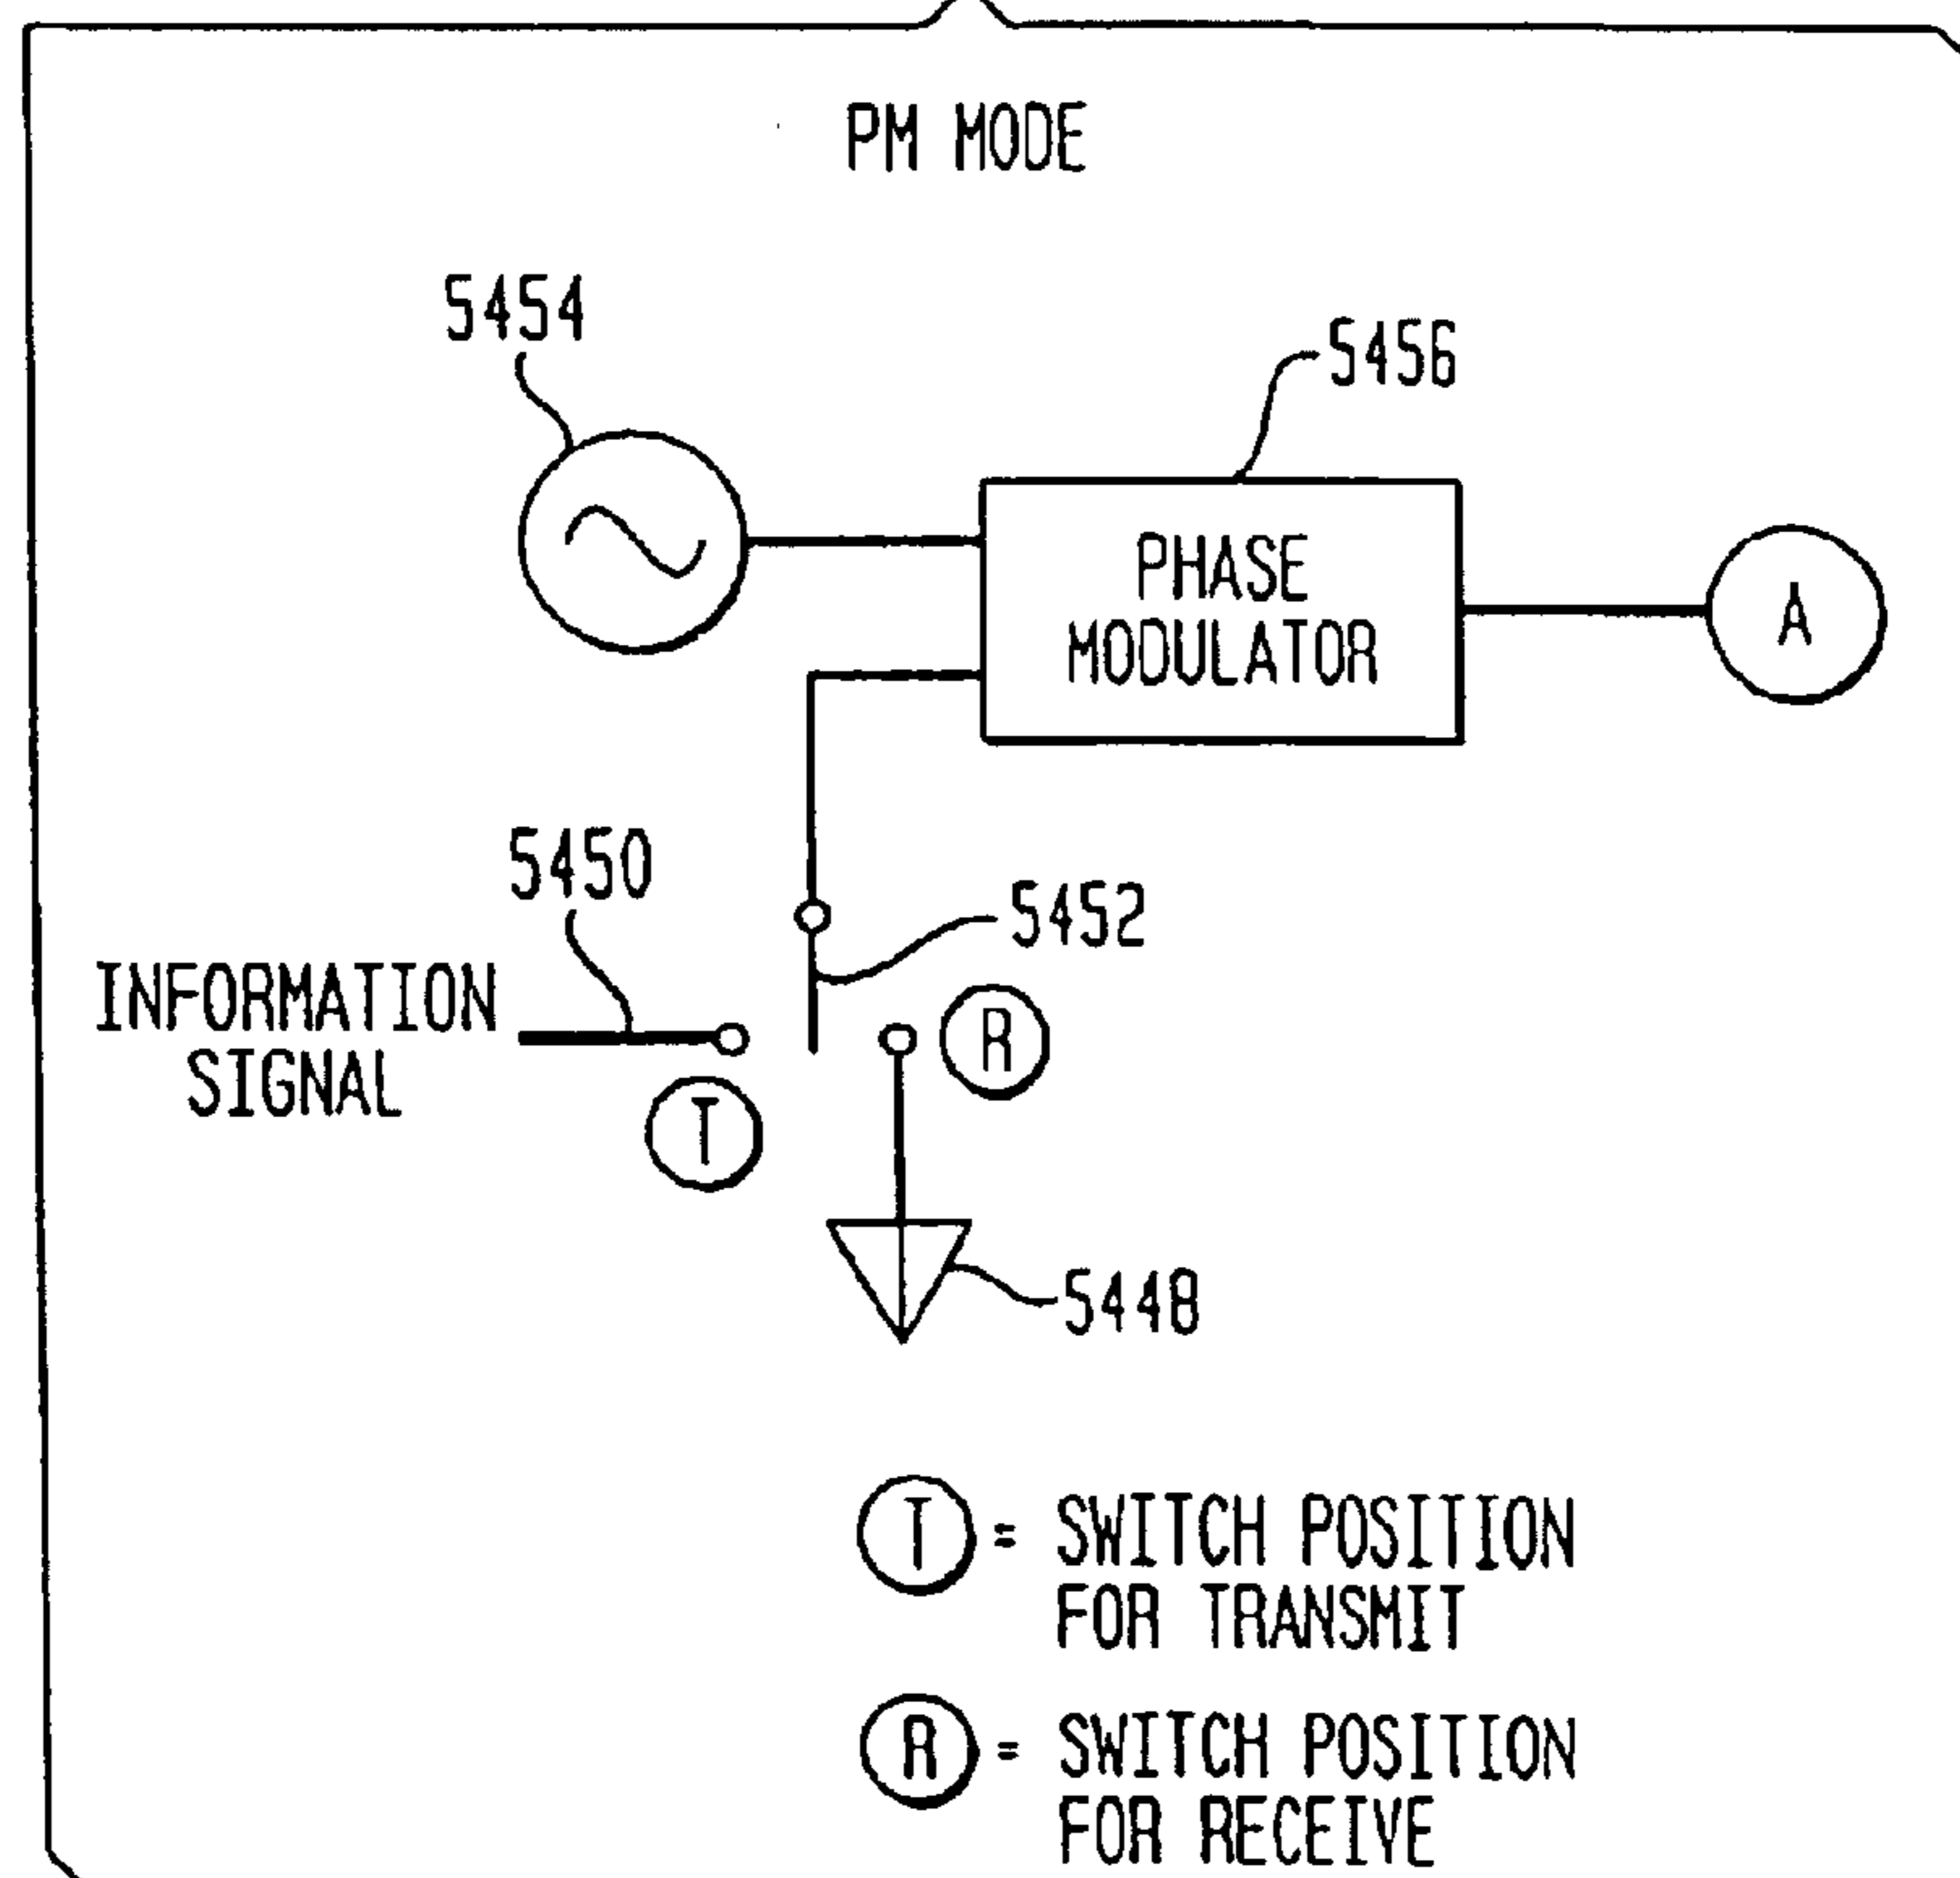 PM MODE
5454
5456
PHASE
MODULATOR
A
5450
5452
INFORMATION
SIGNAL
R
T
5448
T = SWITCH POSITION
FOR TRANSMIT
R = SWITCH POSITION
FOR RECEIVE